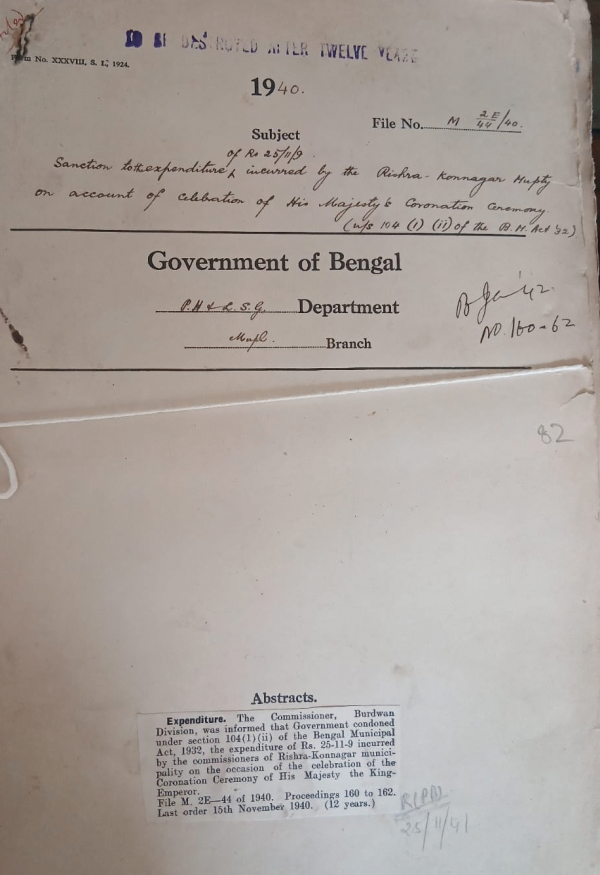 TO BE DESTROYED AFTER TWELVE YEARS
Form No. XXXVIII, S. I., 1924.
1940.
File No. M 2E/44/40.
Subject
of Rs 25/11/9
Sanction to the expenditure incurred by the Rishra-Konnagar Mupty
on account of celebration of His Majesty's Coronation Ceremony.
(u/s 104 (1) (ii) of the B.M. Act '32)
Government of Bengal
P.H & L.S.G. Department
Mupl. Branch
'42.
No. 160-62
82
Abstracts.
Expenditure. The Commissioner, Burdwan
Division, was informed that Government condoned
under section 104(1)(ii) of the Bengal Municipal
Act, 1932, the expenditure of Rs. 25-11-9 incurred
by the commissioners of Rishra-Konnagar munici-
pality on the occasion of the celebration of the
Coronation Ceremony of His Majesty the King-
Emperor.
File M. 2E—44 of 1940. Proceedings 160 to 162.
Last order 15th November 1940. (12 years.)
25/11/41